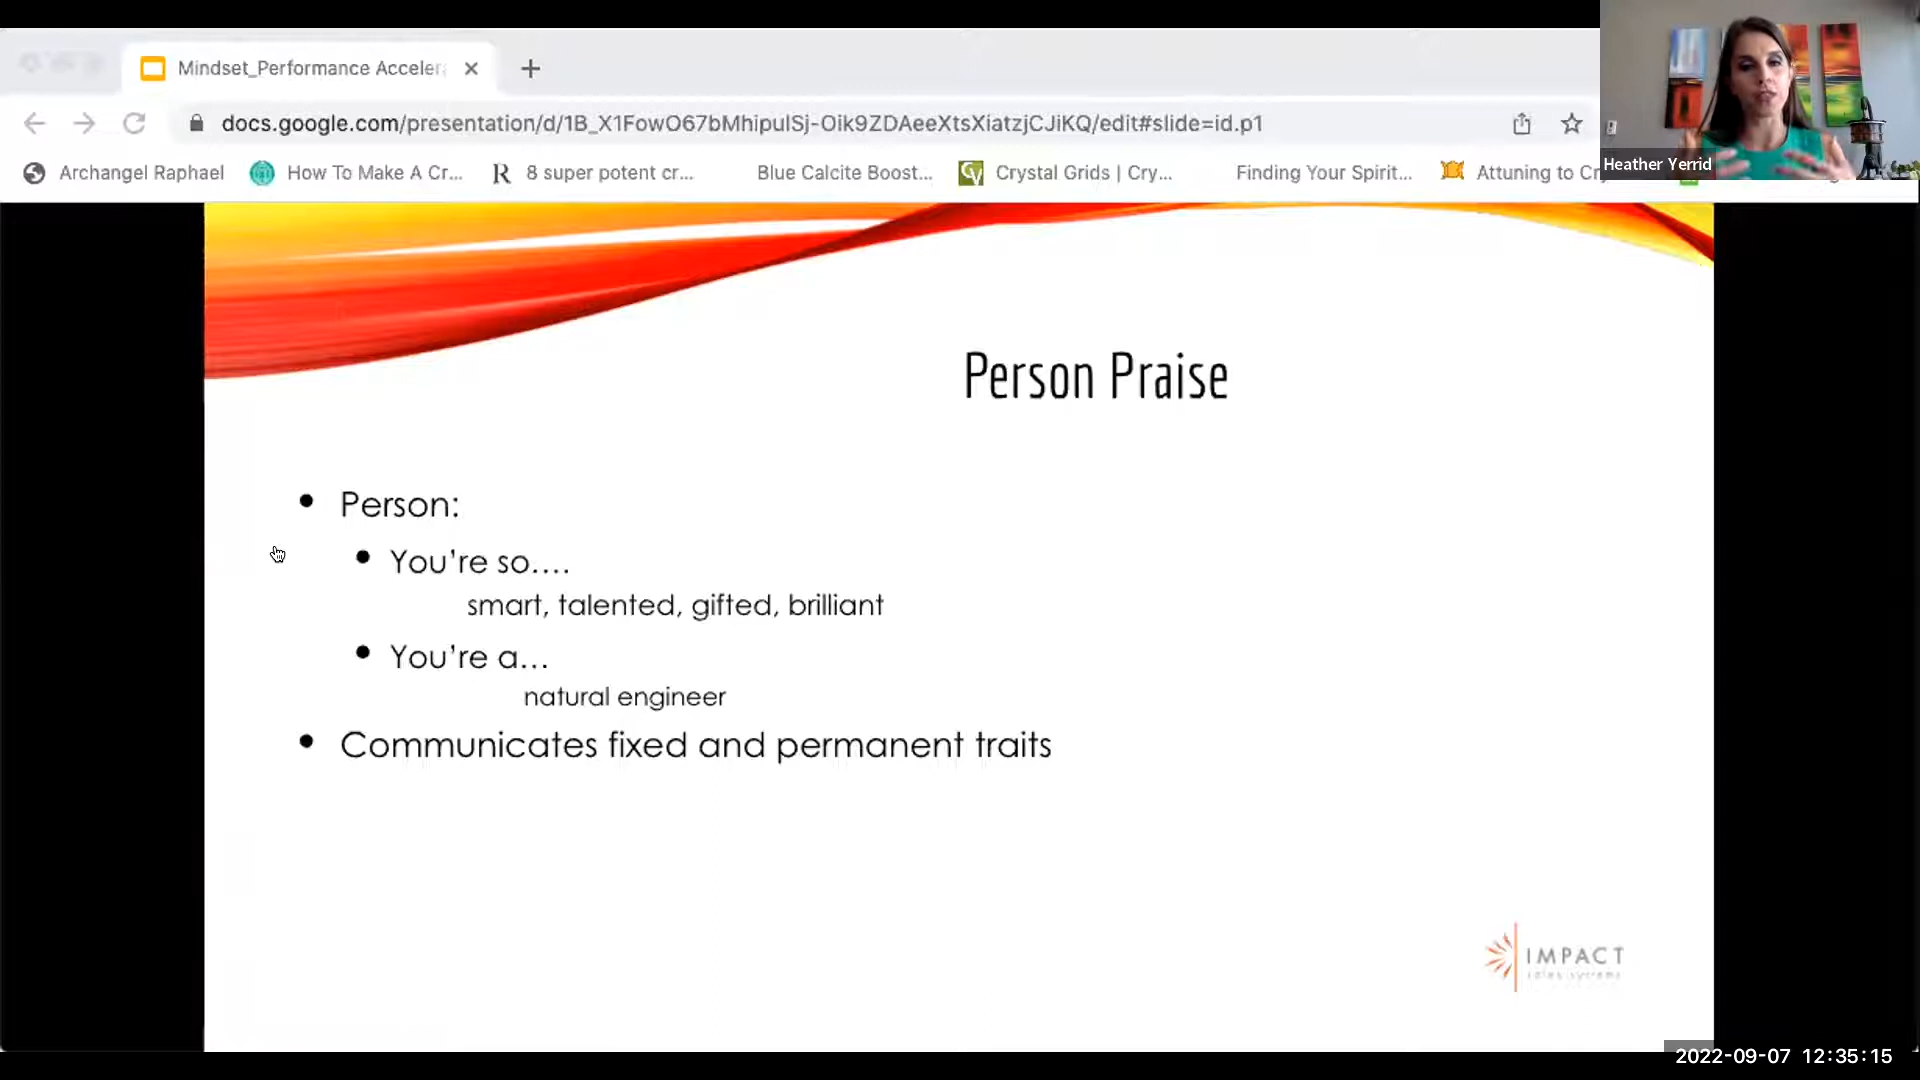 Mindset_Performance Acceler
docs.google.com/presentation/d/1B_X1FowO67bMhipulSj-Oik9ZDAeeXtsXiatzjCJiKQ/edit#slide=id.p1
Archangel Raphael
How To Make A Cr...
8 super potent cr...
Blue Calcite Boost...
Crystal Grids | Cry...
Finding Your Spirit...
Attuning to Cry
Heather Yerrid
Person Praise
• Person:
• You're so....
smart, talented, gifted, brilliant
• You're a...
natural engineer
• Communicates fixed and permanent traits
IMPACT
sales systems
2022-09-07 12:35:15